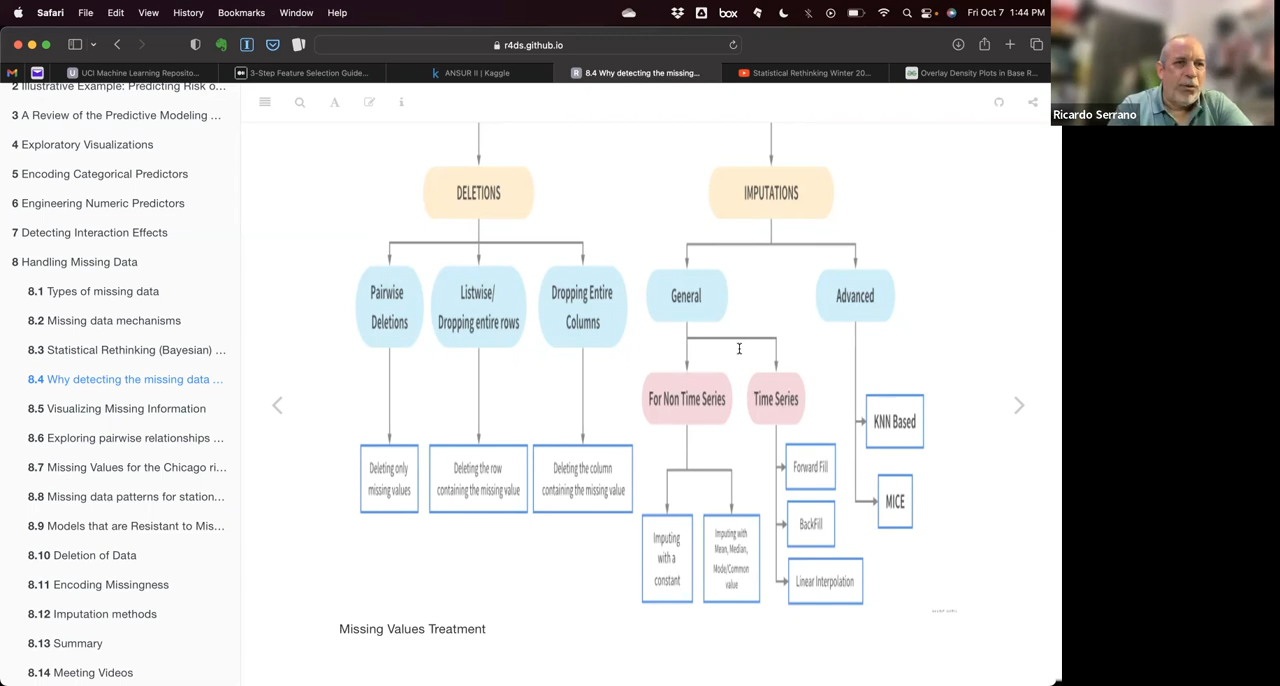 Safari File Edit View History Bookmarks Window Help
box
Fri Oct 7 1:44 PM
r4ds.github.io
UCI Machine Learning Reposito...
3-Step Feature Selection Guide...
ANSUR II | Kaggle
8.4 Why detecting the missing...
Statistical Rethinking Winter 20...
Overlay Density Plots in Base R...
Ricardo Serrano
2 Illustrative Example: Predicting Risk o...
3 A Review of the Predictive Modeling ...
4 Exploratory Visualizations
5 Encoding Categorical Predictors
6 Engineering Numeric Predictors
7 Detecting Interaction Effects
8 Handling Missing Data
8.1 Types of missing data
8.2 Missing data mechanisms
8.3 Statistical Rethinking (Bayesian) ...
8.4 Why detecting the missing data ...
8.5 Visualizing Missing Information
8.6 Exploring pairwise relationships ...
8.7 Missing Values for the Chicago ri...
8.8 Missing data patterns for station...
8.9 Models that are Resistant to Mis...
8.10 Deletion of Data
8.11 Encoding Missingness
8.12 Imputation methods
8.13 Summary
8.14 Meeting Videos
DELETIONS
IMPUTATIONS
Pairwise
Deletions
Listwise/
Dropping entire rows
Dropping Entire
Columns
General
Advanced
For Non Time Series
Time Series
KNN Based
MICE
Deleting only
missing values
Deleting the row
containing the missing value
Deleting the column
containing the missing value
Forward Fill
BackFill
Linear Interpolation
Imputing
with a
constant
Imputing with
Mean, Median,
Mode/Common
value
Missing Values Treatment